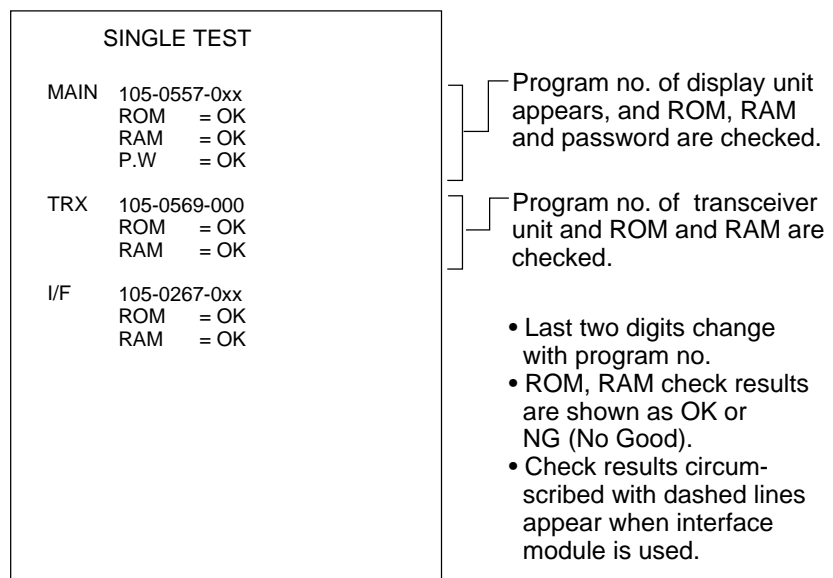 SINGLE TEST
MAIN 105-0557-0xx
ROM = OK
RAM = OK
P.W = OK
TRX 105-0569-000
ROM = OK
RAM = OK
I/F 105-0267-0xx
ROM = OK
RAM = OK
Program no. of display unit
appears, and ROM, RAM
and password are checked.
Program no. of transceiver
unit and ROM and RAM are
checked.
• Last two digits change
with program no.
• ROM, RAM check results
are shown as OK or
NG (No Good).
• Check results circum-
scribed with dashed lines
appear when interface
module is used.